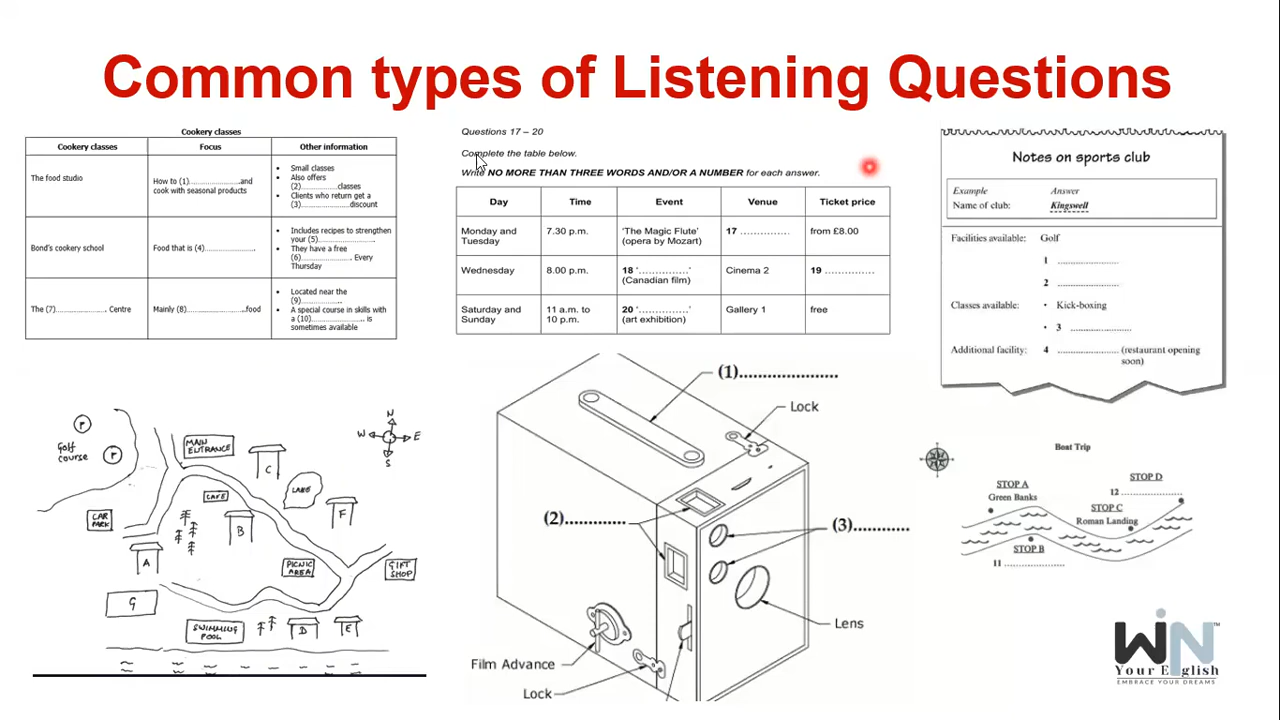 Common types of Listening Questions
Cookery classes
Cookery classes Focus Other information
The food studio
How to (1)......................and
cook with seasonal products
• Small classes
• Also offers
(2)......................classes
• Clients who return get a
(3)......................discount
Bond's cookery school
Food that is (4)......................
• Includes recipes to strengthen
your (5)......................
• They have a free
(6)...................... Every
Thursday
The (7)...................... Centre
Mainly (8)......................food
• Located near the
(9)......................
• A special course in skills with
a (10)...................... is
sometimes available
Questions 17 – 20
Complete the table below.
Write NO MORE THAN THREE WORDS AND/OR A NUMBER for each answer.
Day Time Event Venue Ticket price
Monday and
Tuesday
7.30 p.m.
'The Magic Flute'
(opera by Mozart)
17 ...............
from £8.00
Wednesday
8.00 p.m.
18 '...............'
(Canadian film)
Cinema 2
19 ...............
Saturday and
Sunday
11 a.m. to
10 p.m.
20 '...............'
(art exhibition)
Gallery 1
free
Notes on sports club
Example Answer
Name of club: Kingswell
Facilities available: Golf
1 ......................
2 ......................
Classes available: • Kick-boxing
• 3 ......................
Additional facility: 4 ...................... (restaurant opening
soon)
P
Golf
course
P
MAIN
ENTRANCE
C
N
W E
S
CAFE
LAKE
CAR
PARK
B
F
A
PICNIC
AREA
GIFT
SHOP
G
SWIMMING
POOL
D
E
(1)......................
Lock
(2)...............
(3)...............
Lens
Film Advance
Lock
Boat Trip
STOP A
Green Banks
STOP D
12 ......................
STOP C
Roman Landing
STOP B
11 ......................
WIN™
Your English
EMBRACE YOUR DREAMS